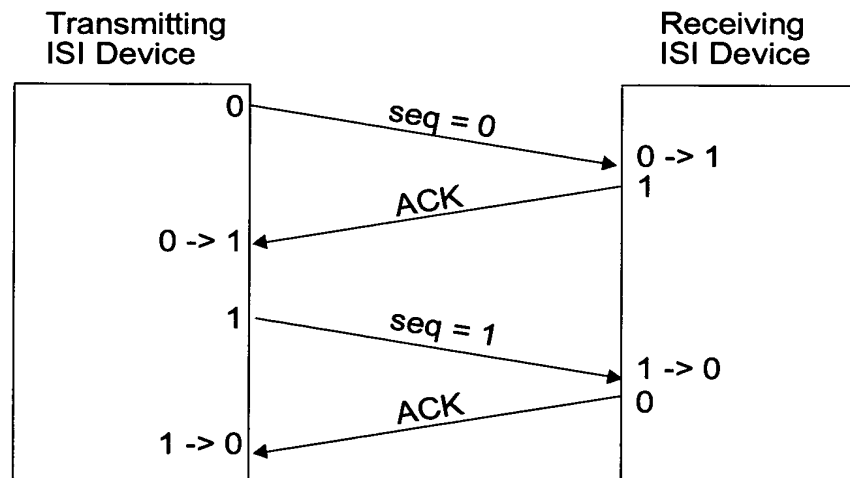 Transmitting
ISI Device
Receiving
ISI Device
0
seq = 0
0 -> 1
1
ACK
0 -> 1
1
seq = 1
1 -> 0
0
ACK
1 -> 0